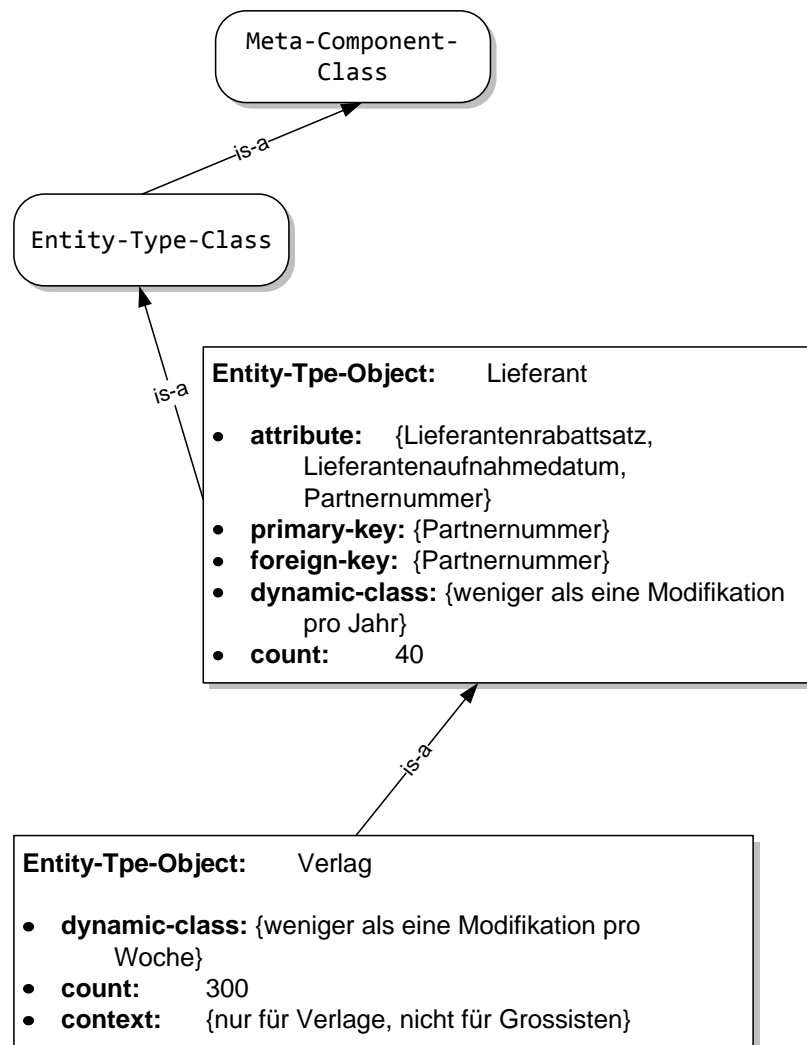 Meta-Component-
Class
is-a
Entity-Type-Class
is-a
Entity-Tpe-Object: Lieferant
• attribute: {Lieferantenrabattsatz,
Lieferantenaufnahmedatum,
Partnernummer}
• primary-key: {Partnernummer}
• foreign-key: {Partnernummer}
• dynamic-class: {weniger als eine Modifikation
pro Jahr}
• count: 40
is-a
Entity-Tpe-Object: Verlag
• dynamic-class: {weniger als eine Modifikation pro
Woche}
• count: 300
• context: {nur für Verlage, nicht für Grossisten}